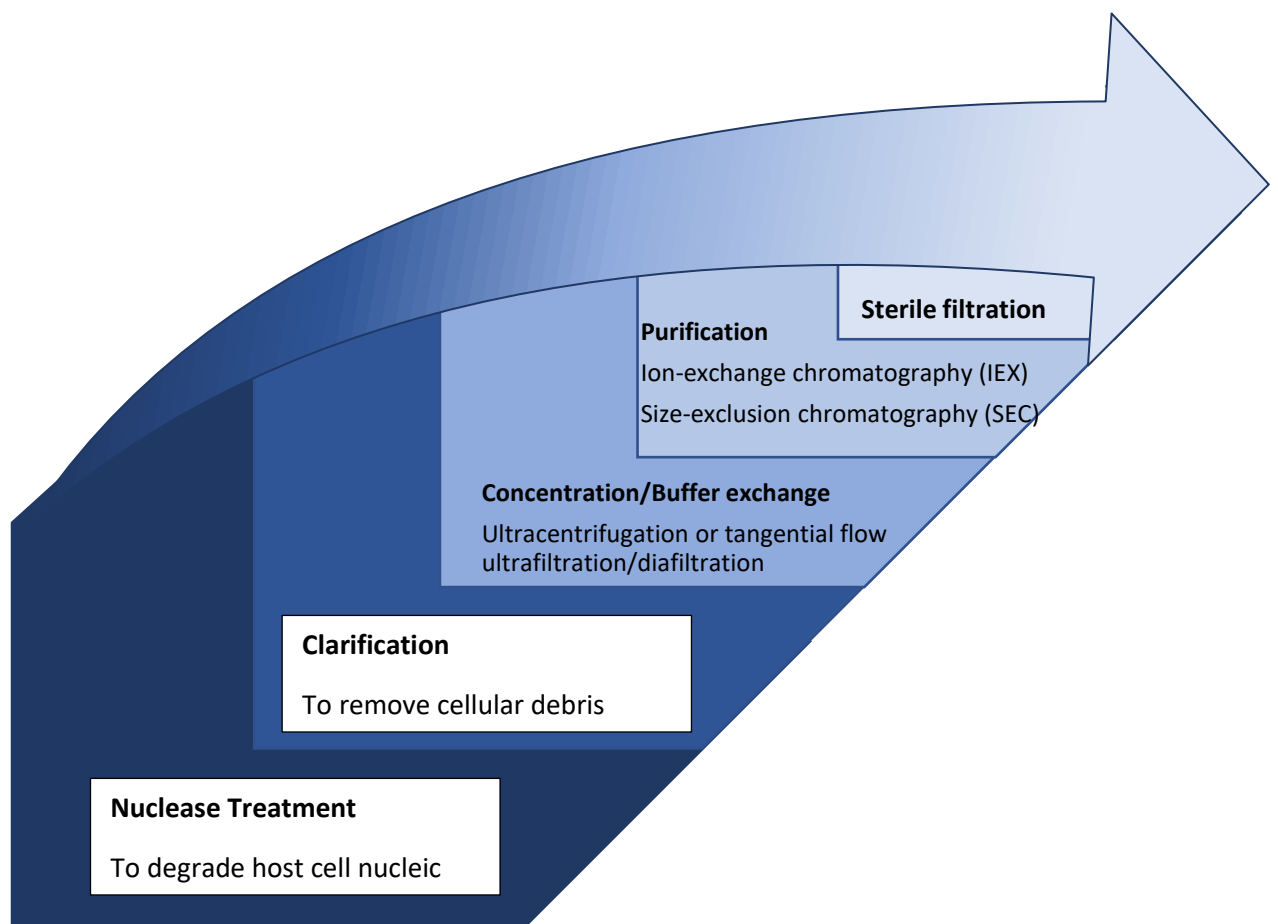 Sterile filtration
Purification
Ion-exchange chromatography (IEX)
Size-exclusion chromatography (SEC)
Concentration/Buffer exchange
Ultracentrifugation or tangential flow
ultrafiltration/diafiltration
Clarification
To remove cellular debris
Nuclease Treatment
To degrade host cell nucleic